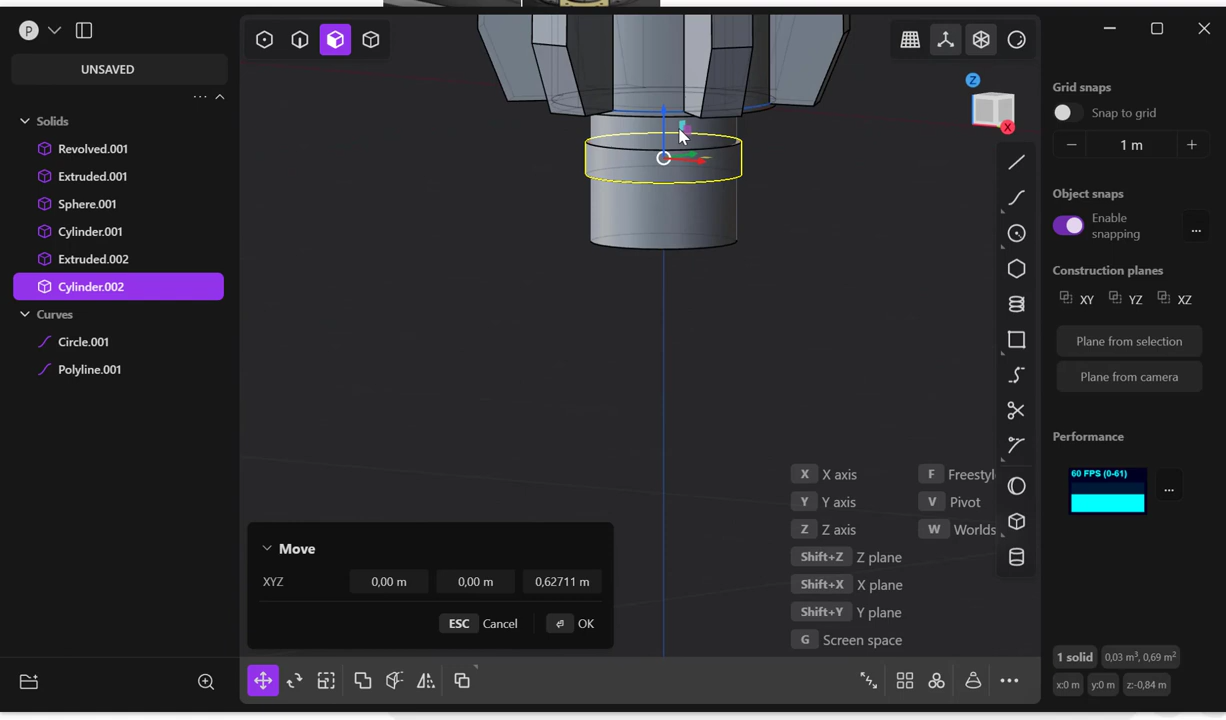 P
UNSAVED
Solids
Revolved.001
Extruded.001
Sphere.001
Cylinder.001
Extruded.002
Cylinder.002
Curves
Circle.001
Polyline.001
Z
X
Grid snaps
Snap to grid
1 m
Object snaps
Enable
snapping
...
Construction planes
XY YZ XZ
Plane from selection
Plane from camera
Performance
60 FPS (0-61)
...
X X axis F Freestyl
Y Y axis V Pivot
Z Z axis W Worlds
Shift+Z Z plane
Shift+X X plane
Shift+Y Y plane
G Screen space
Move
XYZ 0,00 m 0,00 m 0,62711 m
ESC Cancel OK
1 solid 0,03 m³, 0,69 m²
x:0 m y:0 m z:-0,84 m